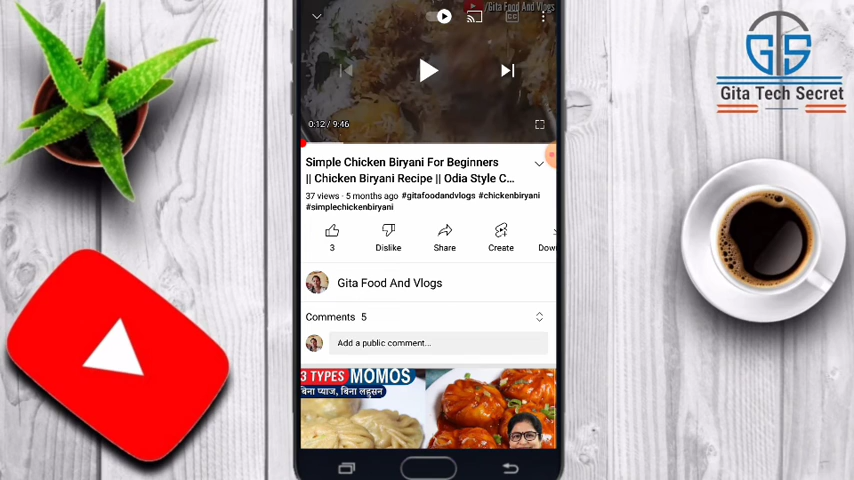 /Gita Food And Vlogs
CC
GTS
Gita Tech Secret
0:12 / 9:46
Simple Chicken Biryani For Beginners
|| Chicken Biryani Recipe || Odia Style C...
37 views · 5 months ago #gitafoodandvlogs #chickenbiryani
#simplechickenbiryani
3
Dislike
Share
Create
Down
Gita Food And Vlogs
Comments 5
Add a public comment...
3 TYPES MOMOS
बिना प्याज, बिना लहसुन